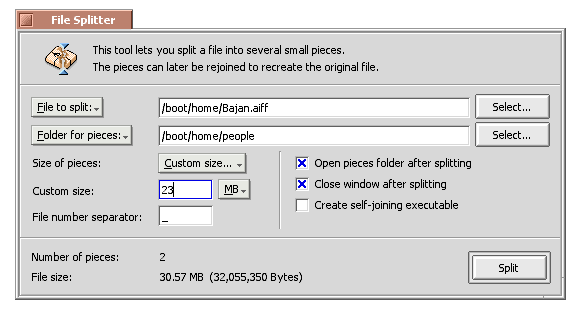 File Splitter
This tool lets you split a file into several small pieces.
The pieces can later be rejoined to recreate the original file.
File to split:
/boot/home/Bajan.aiff
Select...
Folder for pieces:
/boot/home/people
Select...
Size of pieces:
Custom size...
Open pieces folder after splitting
Custom size:
23
MB
Close window after splitting
File number separator:
_
Create self-joining executable
Number of pieces: 2
File size: 30.57 MB (32,055,350 Bytes)
Split